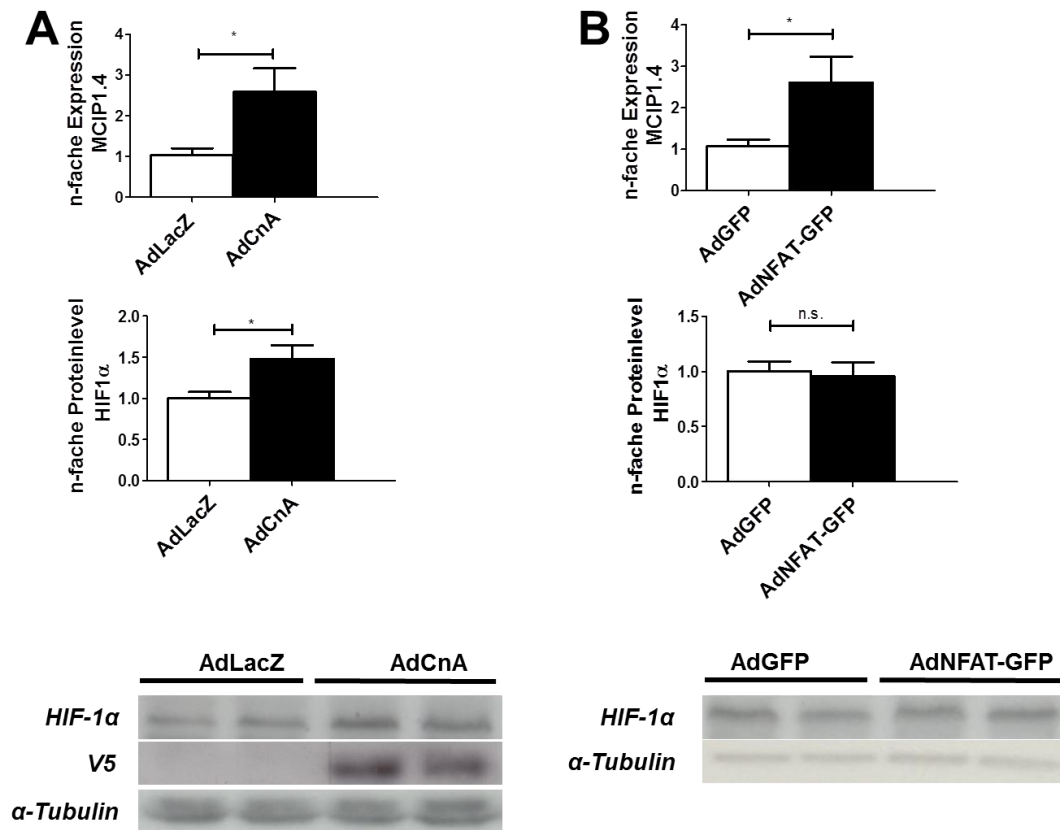 A
n-fache Expression
MCIP1.4
4
3
2
1
0
*
AdLacZ
AdCnA
n-fache Proteinlevel
HIF1α
2.0
1.5
1.0
0.5
0.0
*
AdLacZ
AdCnA
AdLacZ AdCnA
HIF-1α
V5
α-Tubulin
B
n-fache Expression
MCIP1.4
4
3
2
1
0
*
AdGFP
AdNFAT-GFP
n-fache Proteinlevel
HIF1α
1.5
1.0
0.5
0.0
n.s.
AdGFP
AdNFAT-GFP
AdGFP AdNFAT-GFP
HIF-1α
α-Tubulin